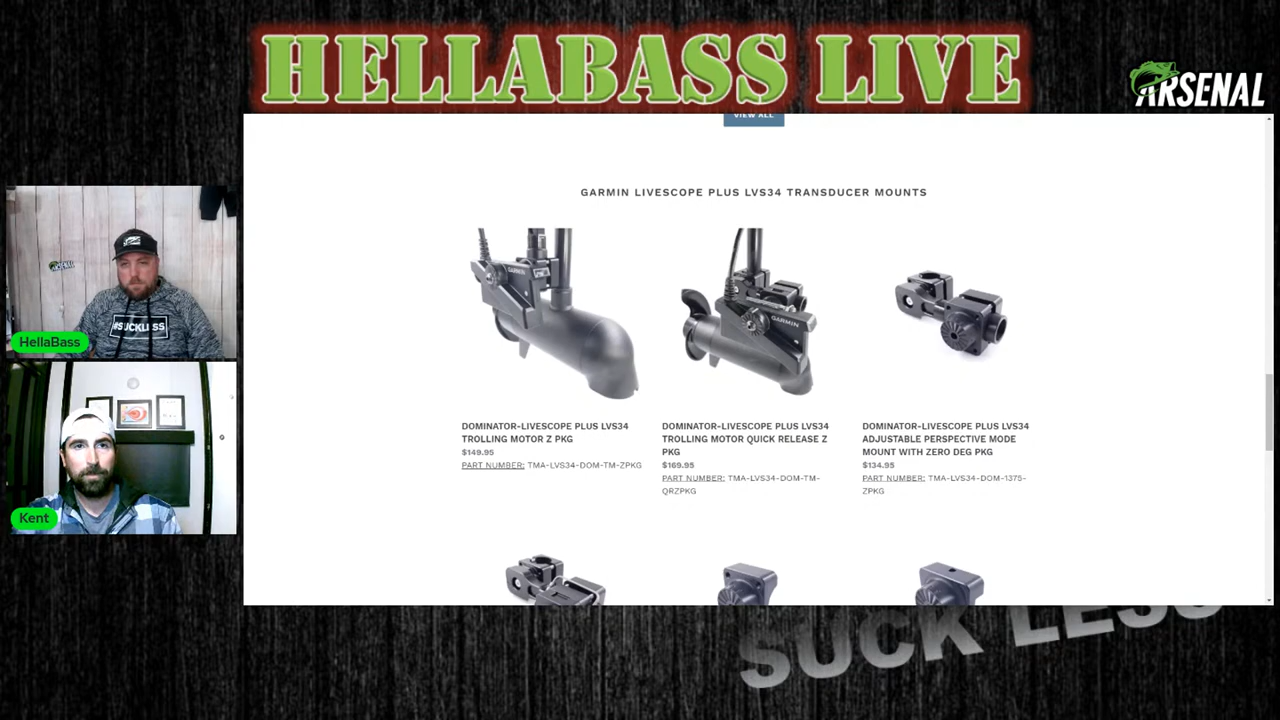 HELLABASS LIVE
ARSENAL
VIEW ALL
GARMIN LIVESCOPE PLUS LVS34 TRANSDUCER MOUNTS
GARMIN
GARMIN
DOMINATOR-LIVESCOPE PLUS LVS34
TROLLING MOTOR Z PKG
$149.95
PART NUMBER: TMA-LVS34-DOM-TM-ZPKG
DOMINATOR-LIVESCOPE PLUS LVS34
TROLLING MOTOR QUICK RELEASE Z
PKG
$169.95
PART NUMBER: TMA-LVS34-DOM-TM-
QRZPKG
DOMINATOR-LIVESCOPE PLUS LVS34
ADJUSTABLE PERSPECTIVE MODE
MOUNT WITH ZERO DEG PKG
$134.95
PART NUMBER: TMA-LVS34-DOM-1375-
ZPKG
ARSENAL
#SUCKLESS
HellaBass
Kent
SUCK LESS